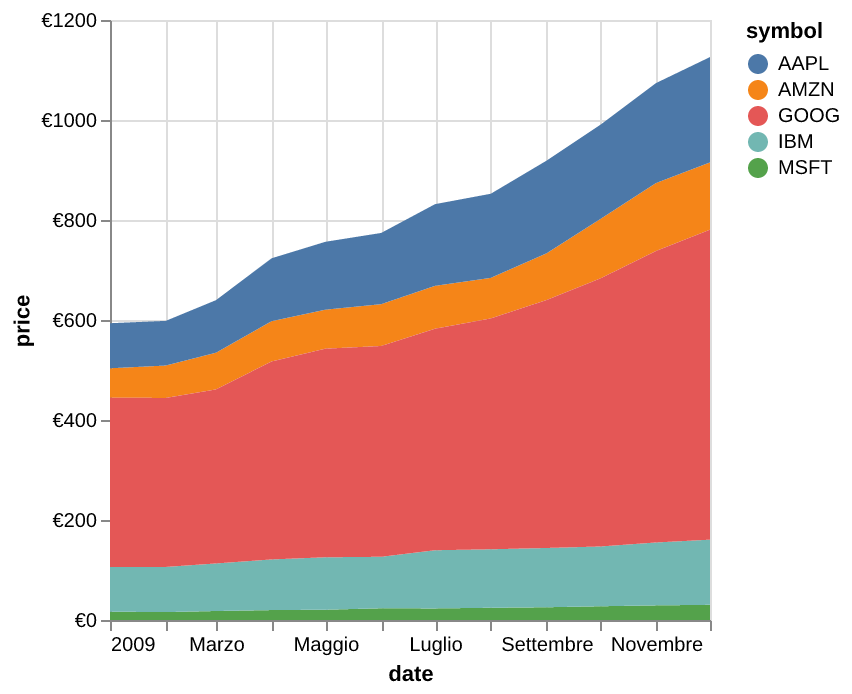 €1200
€1000
€800
€600
€400
€200
€0
price
2009 Marzo Maggio Luglio Settembre Novembre
date
symbol
AAPL
AMZN
GOOG
IBM
MSFT